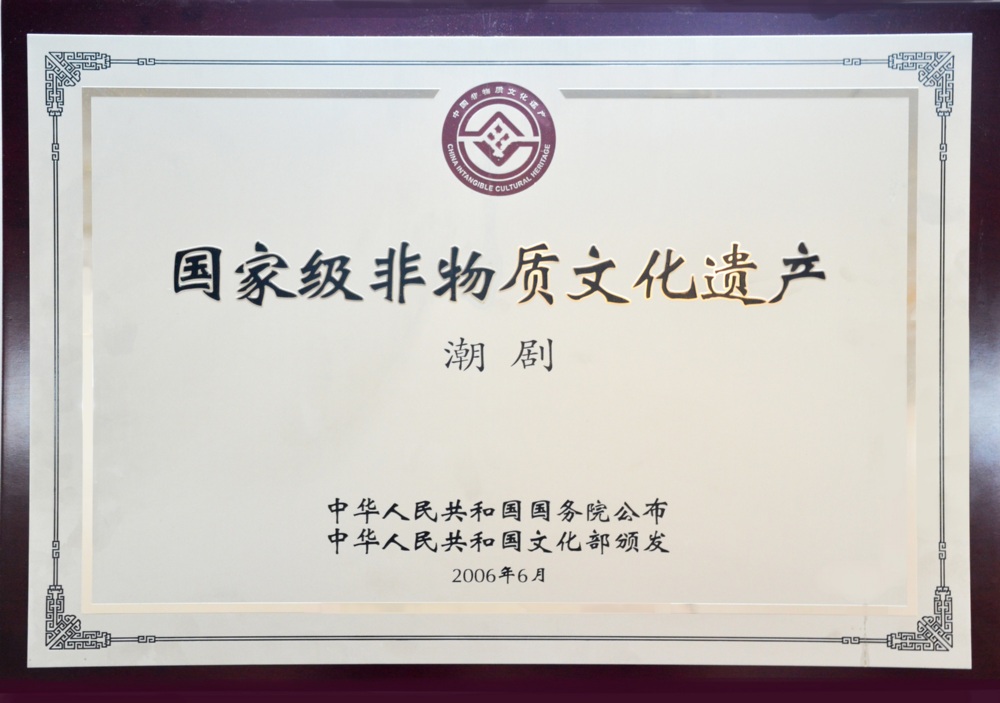 中国非物质文化遗产
CHINA INTANGIBLE CULTURAL HERITAGE
国家级非物质文化遗产
潮剧
中华人民共和国国务院公布
中华人民共和国文化部颁发
2006年6月